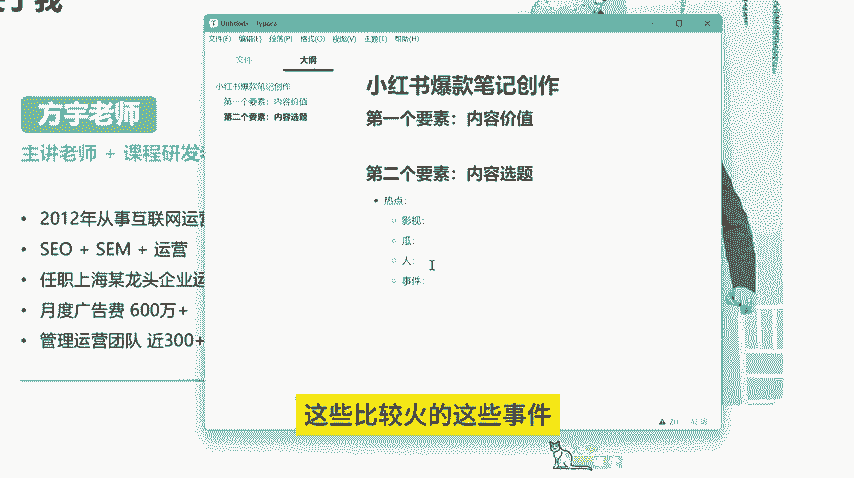 方宇老师
主讲老师 + 课程研发
2012年从事互联网运营
SEO + SEM + 运营
任职上海某龙头企业运
月度广告费 600万+
管理运营团队 近300+
Untitled - Typora
文件(F) 编辑(E) 段落(P) 格式(O) 视图(V) 主题(T) 帮助(H)
文件 大纲
小红书爆款笔记创作
第一个要素：内容价值
第二个要素：内容选题
小红书爆款笔记创作
第一个要素：内容价值
第二个要素：内容选题
热点：
影视：
瓜：
人：
事件：
这些比较火的这些事件